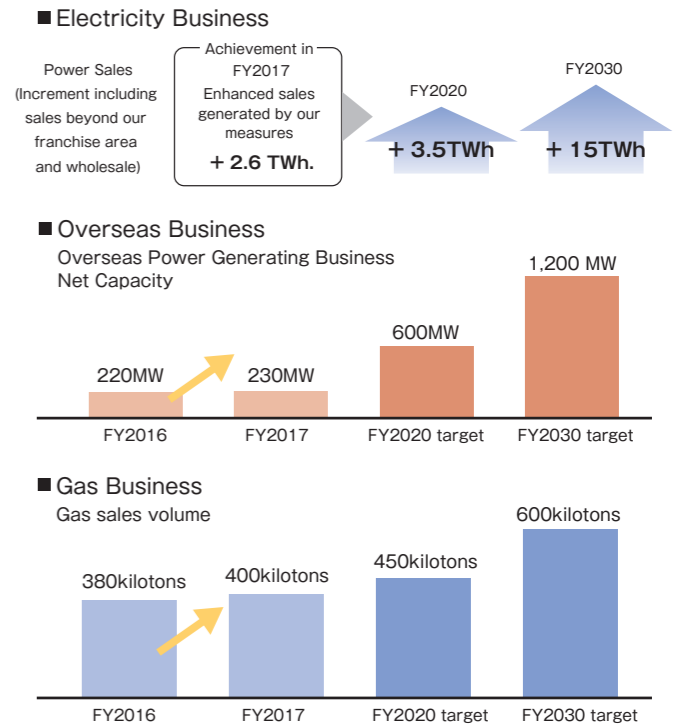 ■ Electricity Business
Power Sales
(Increment including
sales beyond our
franchise area
and wholesale)
Achievement in
FY2017
Enhanced sales
generated by our
measures
+ 2.6 TWh.
FY2020
+ 3.5TWh
FY2030
+ 15TWh
■ Overseas Business
Overseas Power Generating Business
Net Capacity
220MW
230MW
600MW
1,200 MW
FY2016
FY2017
FY2020 target
FY2030 target
■ Gas Business
Gas sales volume
380kilotons
400kilotons
450kilotons
600kilotons
FY2016
FY2017
FY2020 target
FY2030 target